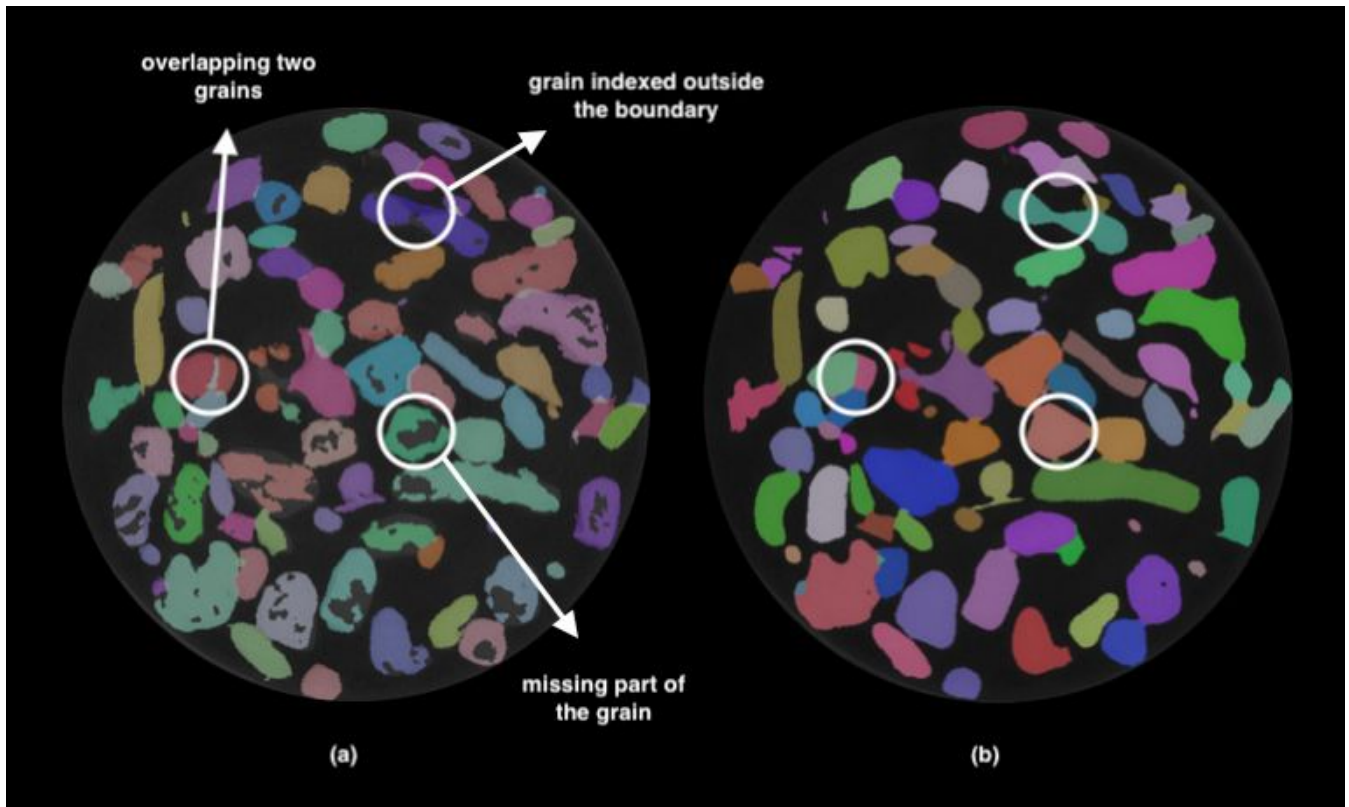 overlapping two
grains
grain indexed outside
the boundary
missing part of
the grain
(a)
(b)